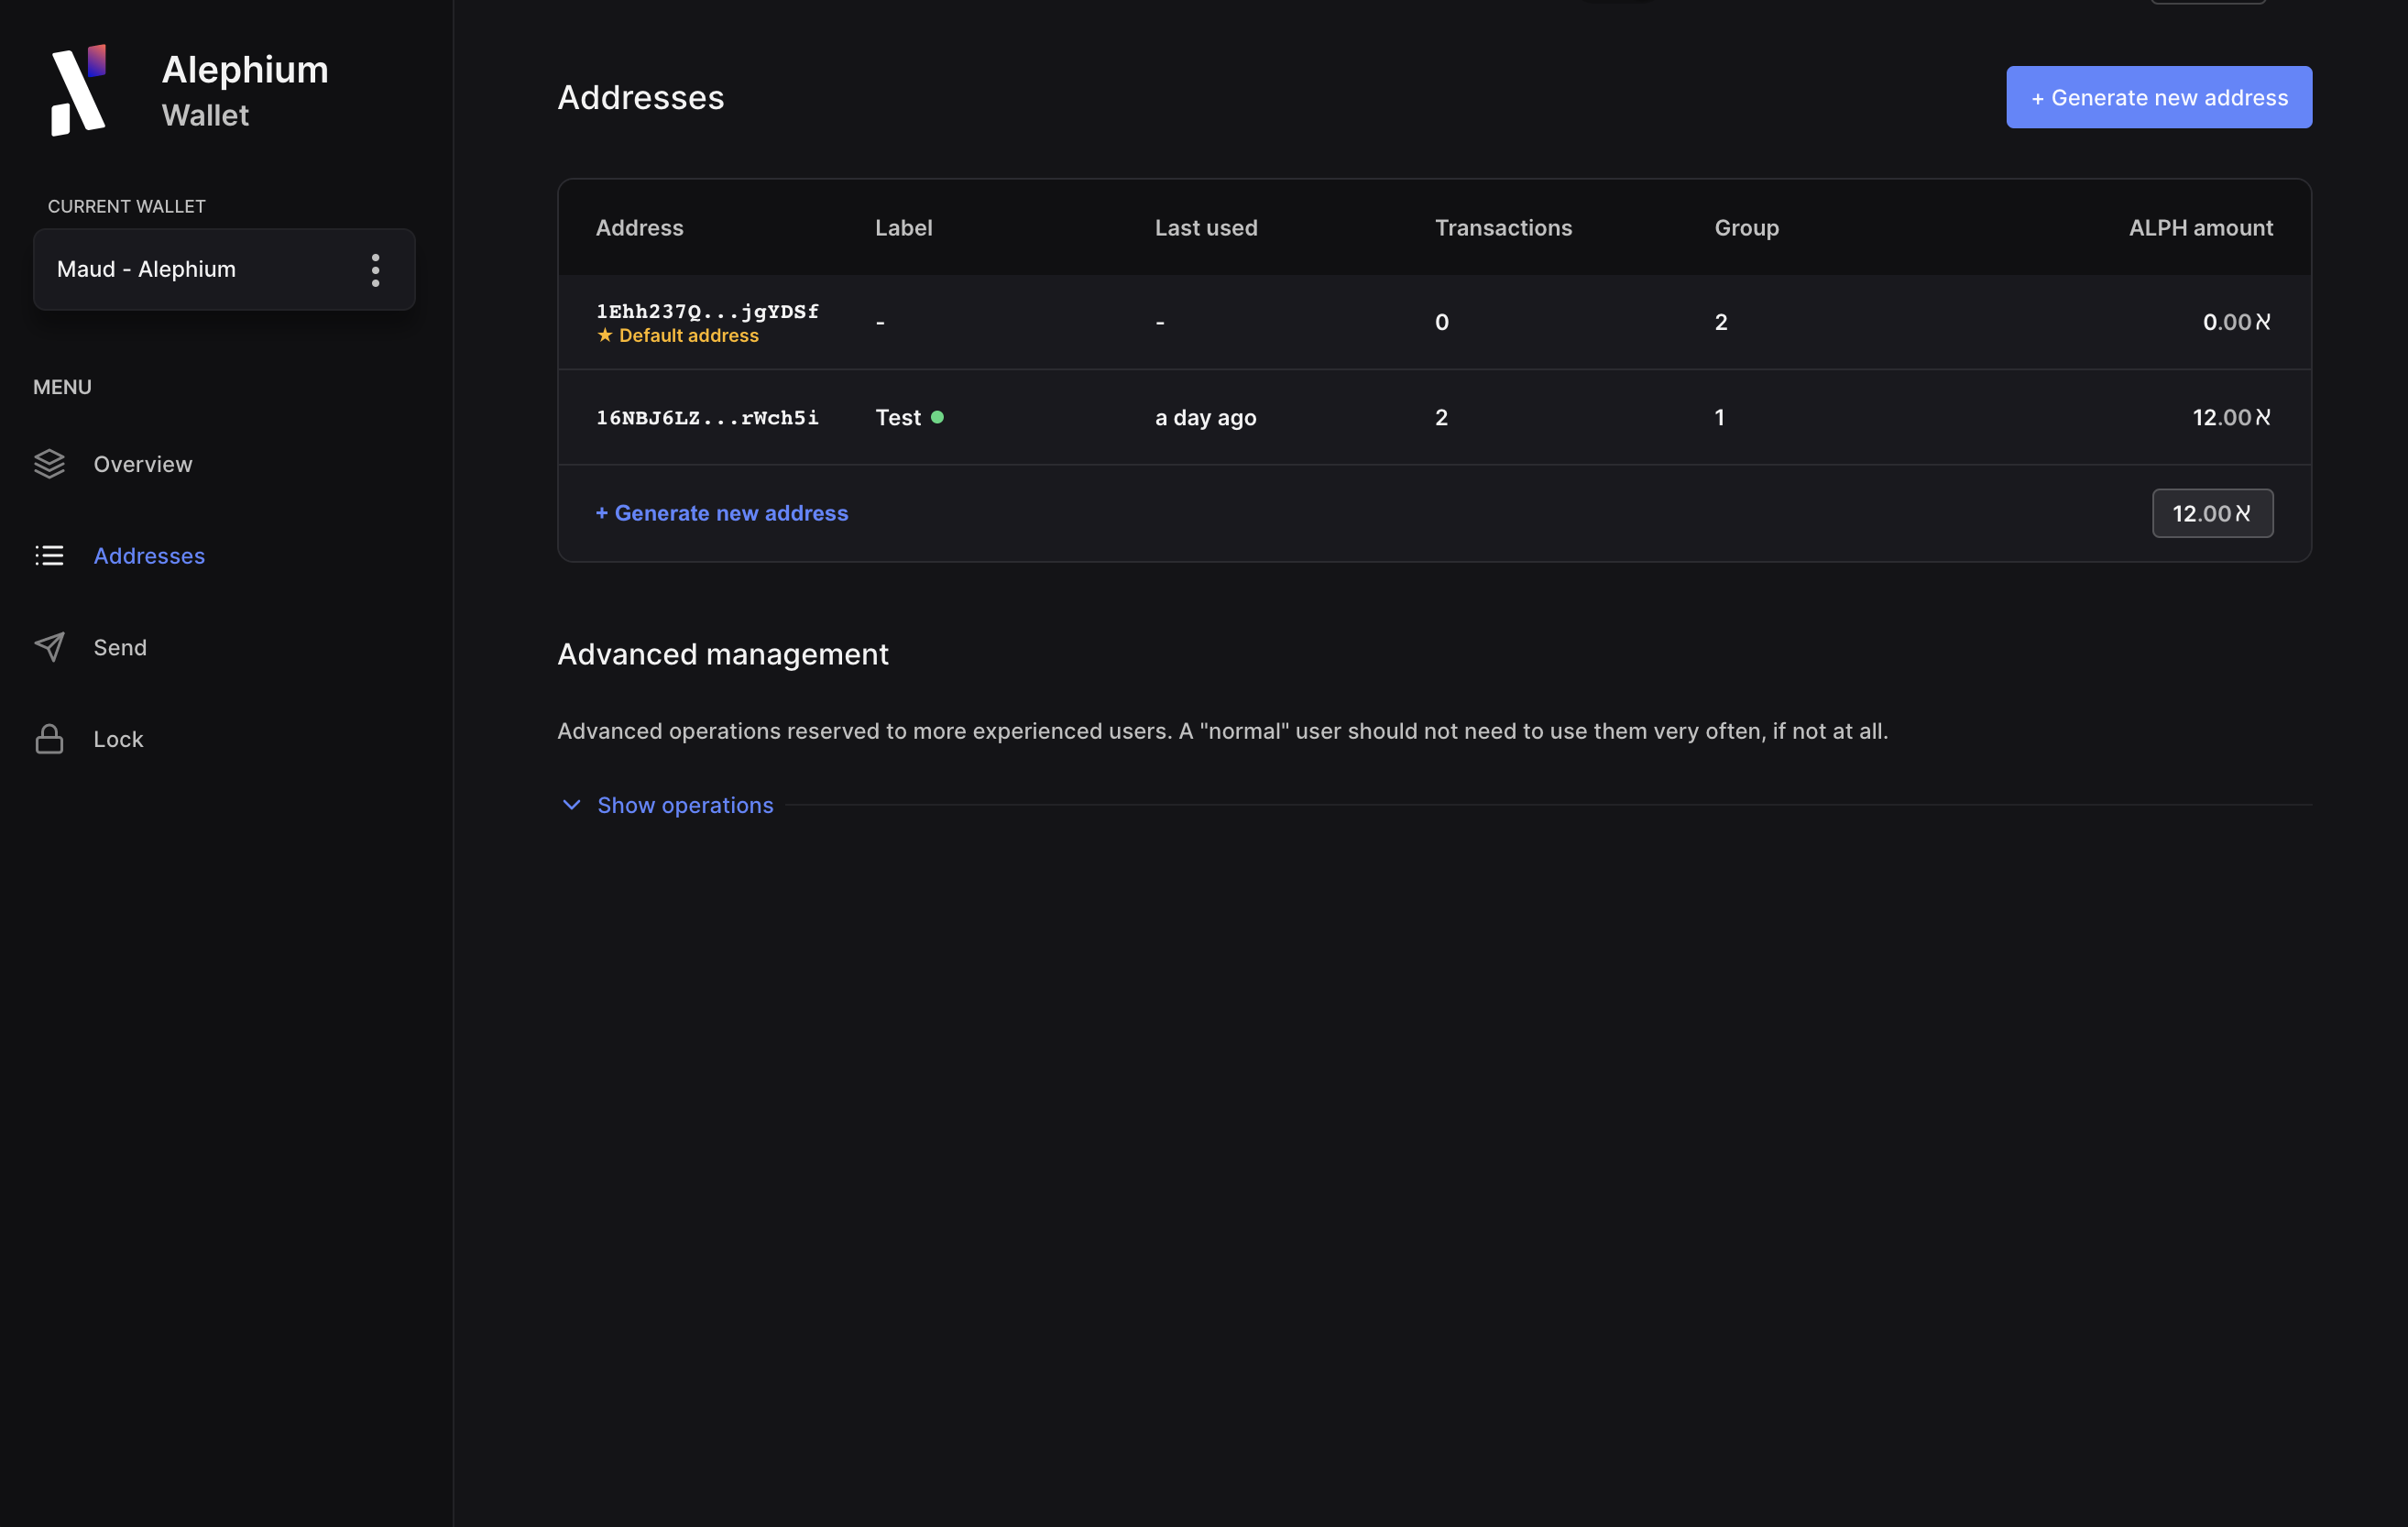 Alephium
Wallet
CURRENT WALLET
Maud - Alephium
MENU
Overview
Addresses
Send
Lock
Addresses
+ Generate new address
Address Label Last used Transactions Group ALPH amount
1Ehh237Q...jgYDSf - - 0 2 0.00 ℵ
★ Default address
16NBJ6LZ...rWch5i Test a day ago 2 1 12.00 ℵ
+ Generate new address 12.00 ℵ
Advanced management
Advanced operations reserved to more experienced users. A "normal" user should not need to use them very often, if not at all.
Show operations